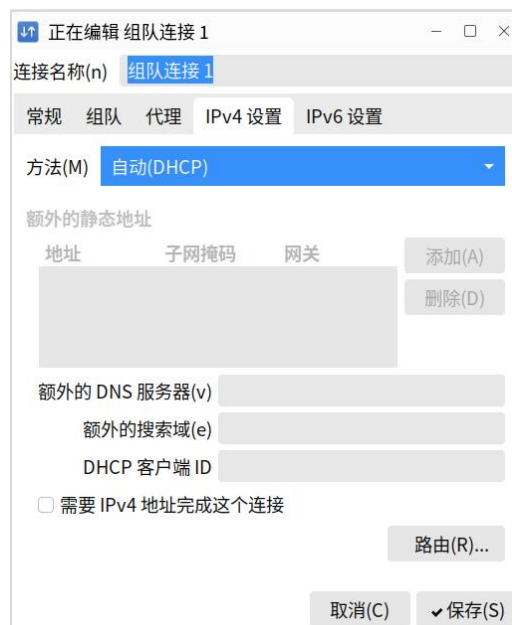 正在编辑 组队连接 1
连接名称(n) 组队连接 1
常规 组队 代理 IPv4 设置 IPv6 设置
方法(M) 自动(DHCP)
额外的静态地址
地址 子网掩码 网关 添加(A)
删除(D)
额外的 DNS 服务器(v)
额外的搜索域(e)
DHCP 客户端 ID
需要 IPv4 地址完成这个连接
路由(R)...
取消(C) 保存(S)